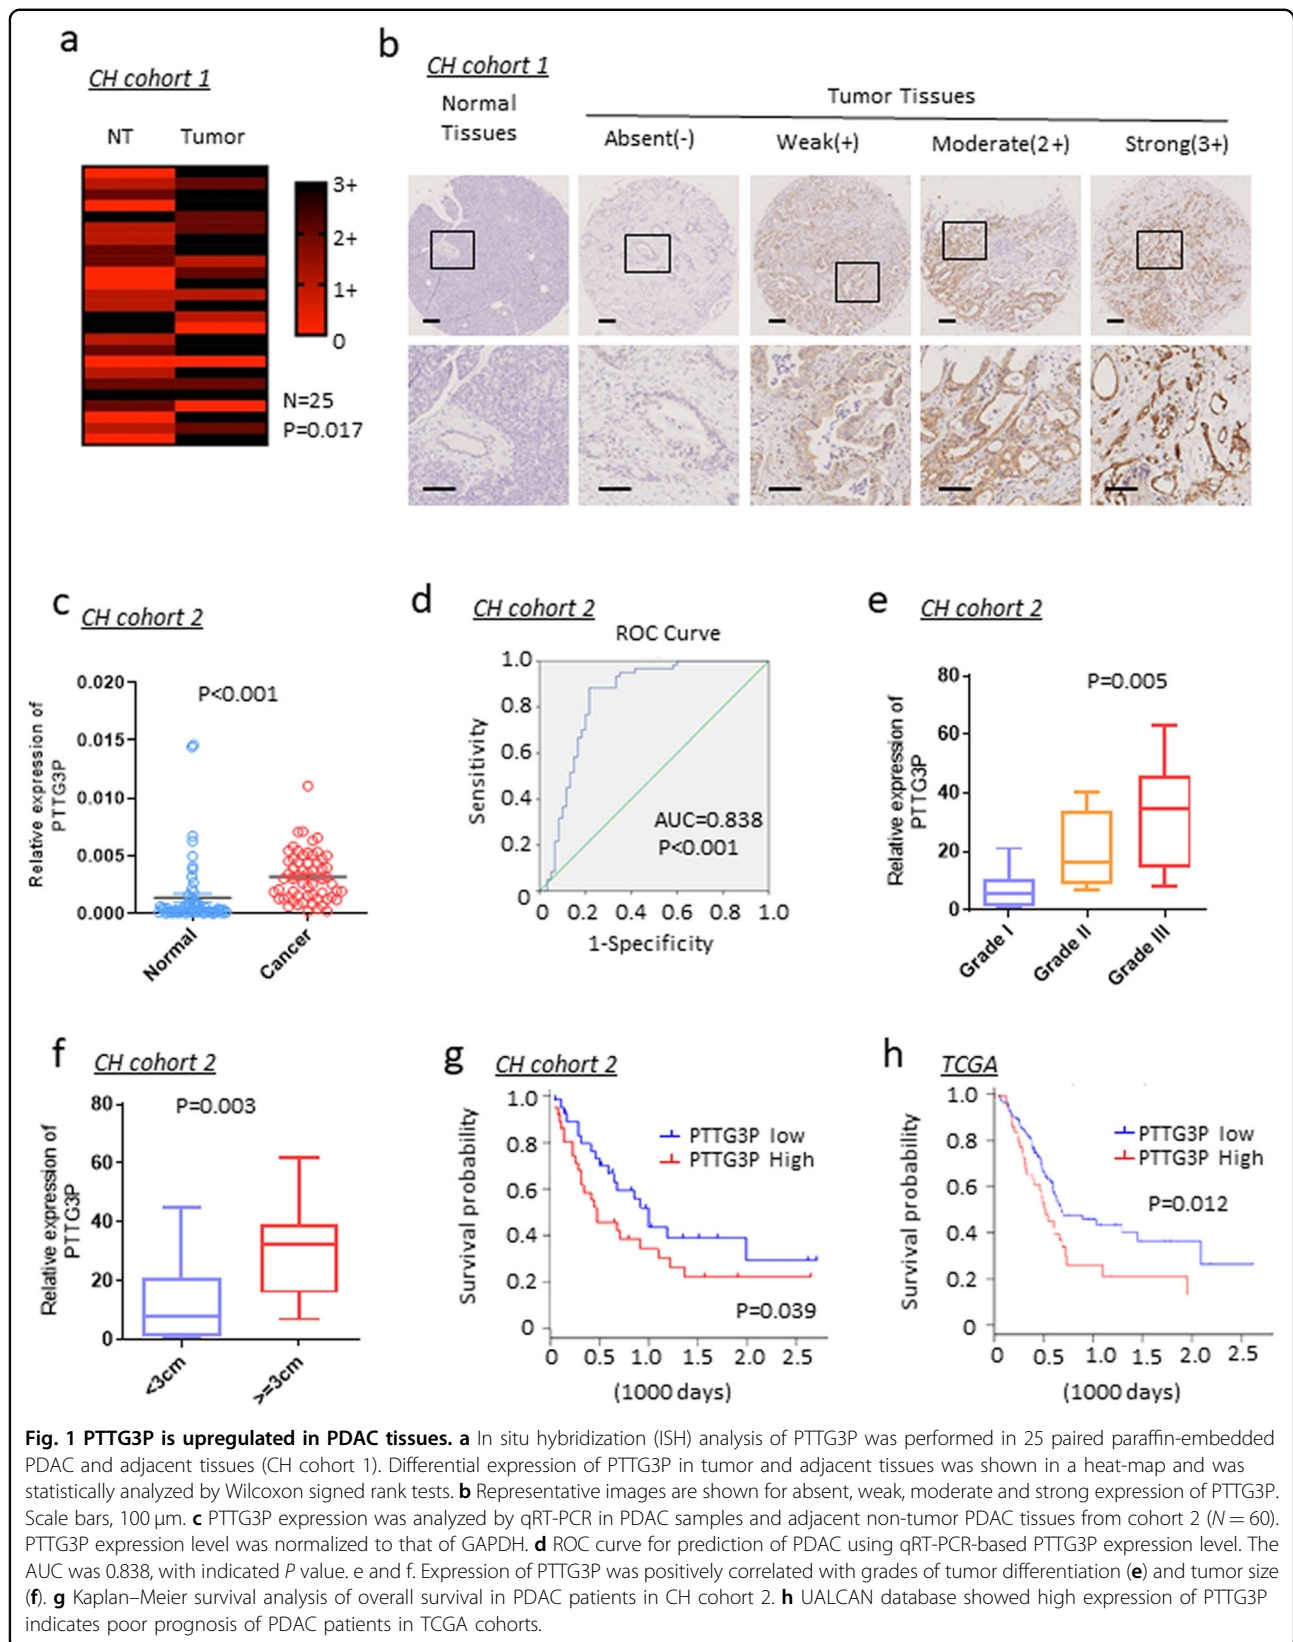 a
CH cohort 1
NT Tumor
3+
2+
1+
0
N=25
P=0.017
b
CH cohort 1
Normal
Tissues
Tumor Tissues
Absent(-) Weak(+) Moderate(2+) Strong(3+)
c
CH cohort 2
Relative expression of
PTTG3P
0.020
0.015
0.010
0.005
0.000
P<0.001
Normal
Cancer
d
CH cohort 2
ROC Curve
Sensitivity
1.0
0.8
0.6
0.4
0.2
0
AUC=0.838
P<0.001
0 0.2 0.4 0.6 0.8 1.0
1-Specificity
e
CH cohort 2
Relative expression of
PTTG3P
80
60
40
20
0
P=0.005
Grade I
Grade II
Grade III
f
CH cohort 2
Relative expression of
PTTG3P
80
60
40
20
0
P=0.003
<3cm
>=3cm
g
CH cohort 2
Survival probability
1.0
0.8
0.6
0.4
0.2
0
PTTG3P low
PTTG3P High
P=0.039
0 0.5 1.0 1.5 2.0 2.5
(1000 days)
h
TCGA
Survival probability
1.0
0.8
0.6
0.4
0.2
0
PTTG3P low
PTTG3P High
P=0.012
0 0.5 1.0 1.5 2.0 2.5
(1000 days)
Fig. 1 PTTG3P is upregulated in PDAC tissues. a In situ hybridization (ISH) analysis of PTTG3P was performed in 25 paired paraffin-embedded
PDAC and adjacent tissues (CH cohort 1). Differential expression of PTTG3P in tumor and adjacent tissues was shown in a heat-map and was
statistically analyzed by Wilcoxon signed rank tests. b Representative images are shown for absent, weak, moderate and strong expression of PTTG3P.
Scale bars, 100 μm. c PTTG3P expression was analyzed by qRT-PCR in PDAC samples and adjacent non-tumor PDAC tissues from cohort 2 (N = 60).
PTTG3P expression level was normalized to that of GAPDH. d ROC curve for prediction of PDAC using qRT-PCR-based PTTG3P expression level. The
AUC was 0.838, with indicated P value. e and f. Expression of PTTG3P was positively correlated with grades of tumor differentiation (e) and tumor size
(f). g Kaplan–Meier survival analysis of overall survival in PDAC patients in CH cohort 2. h UALCAN database showed high expression of PTTG3P
indicates poor prognosis of PDAC patients in TCGA cohorts.